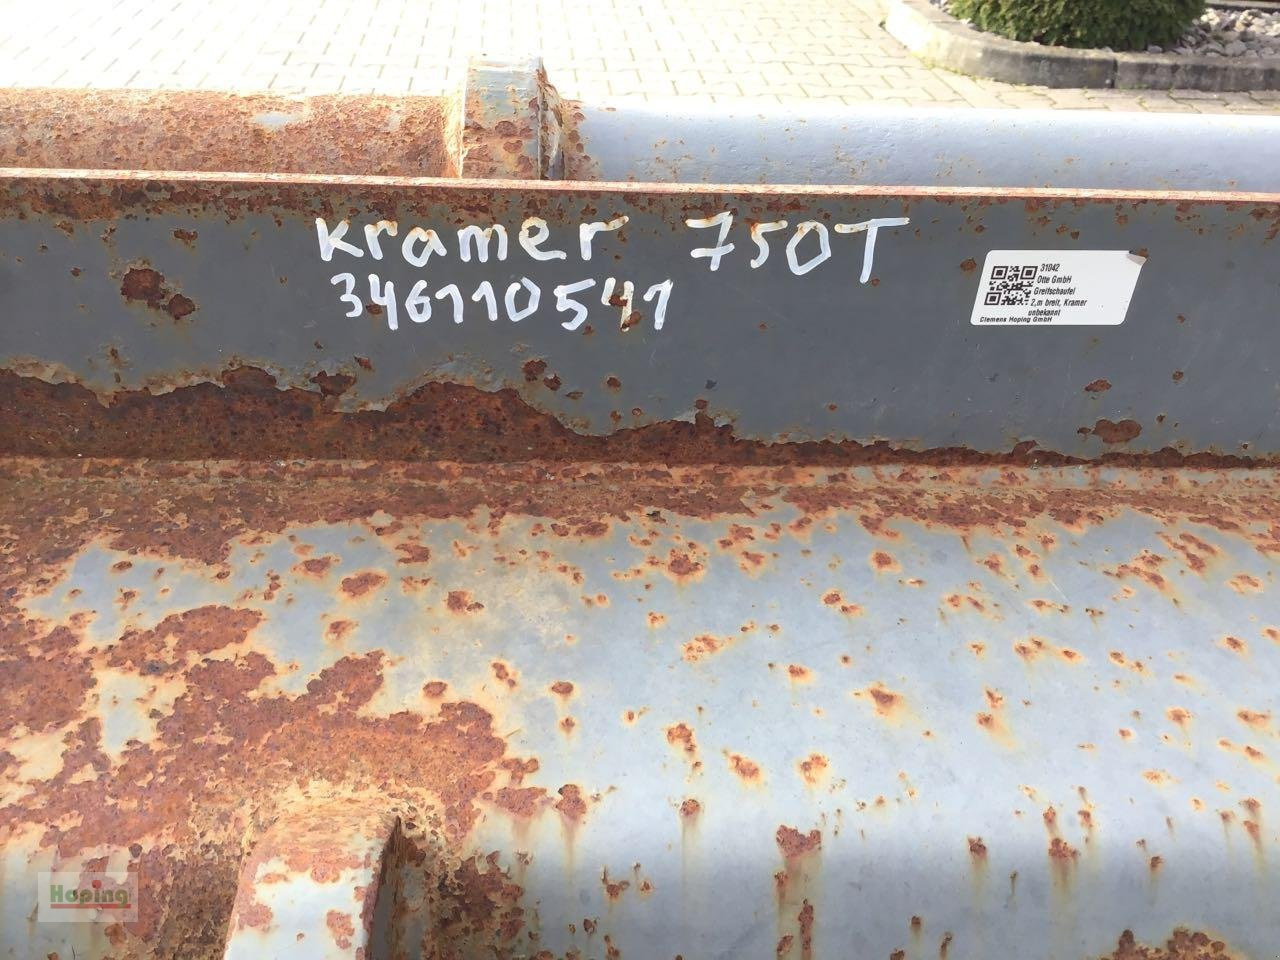 Kramer 750T
346110541
31042
Otte GmbH
Greifschaufel
2,m breit, Kramer
unbekannt
Clemens Hoping GmbH
Hoping